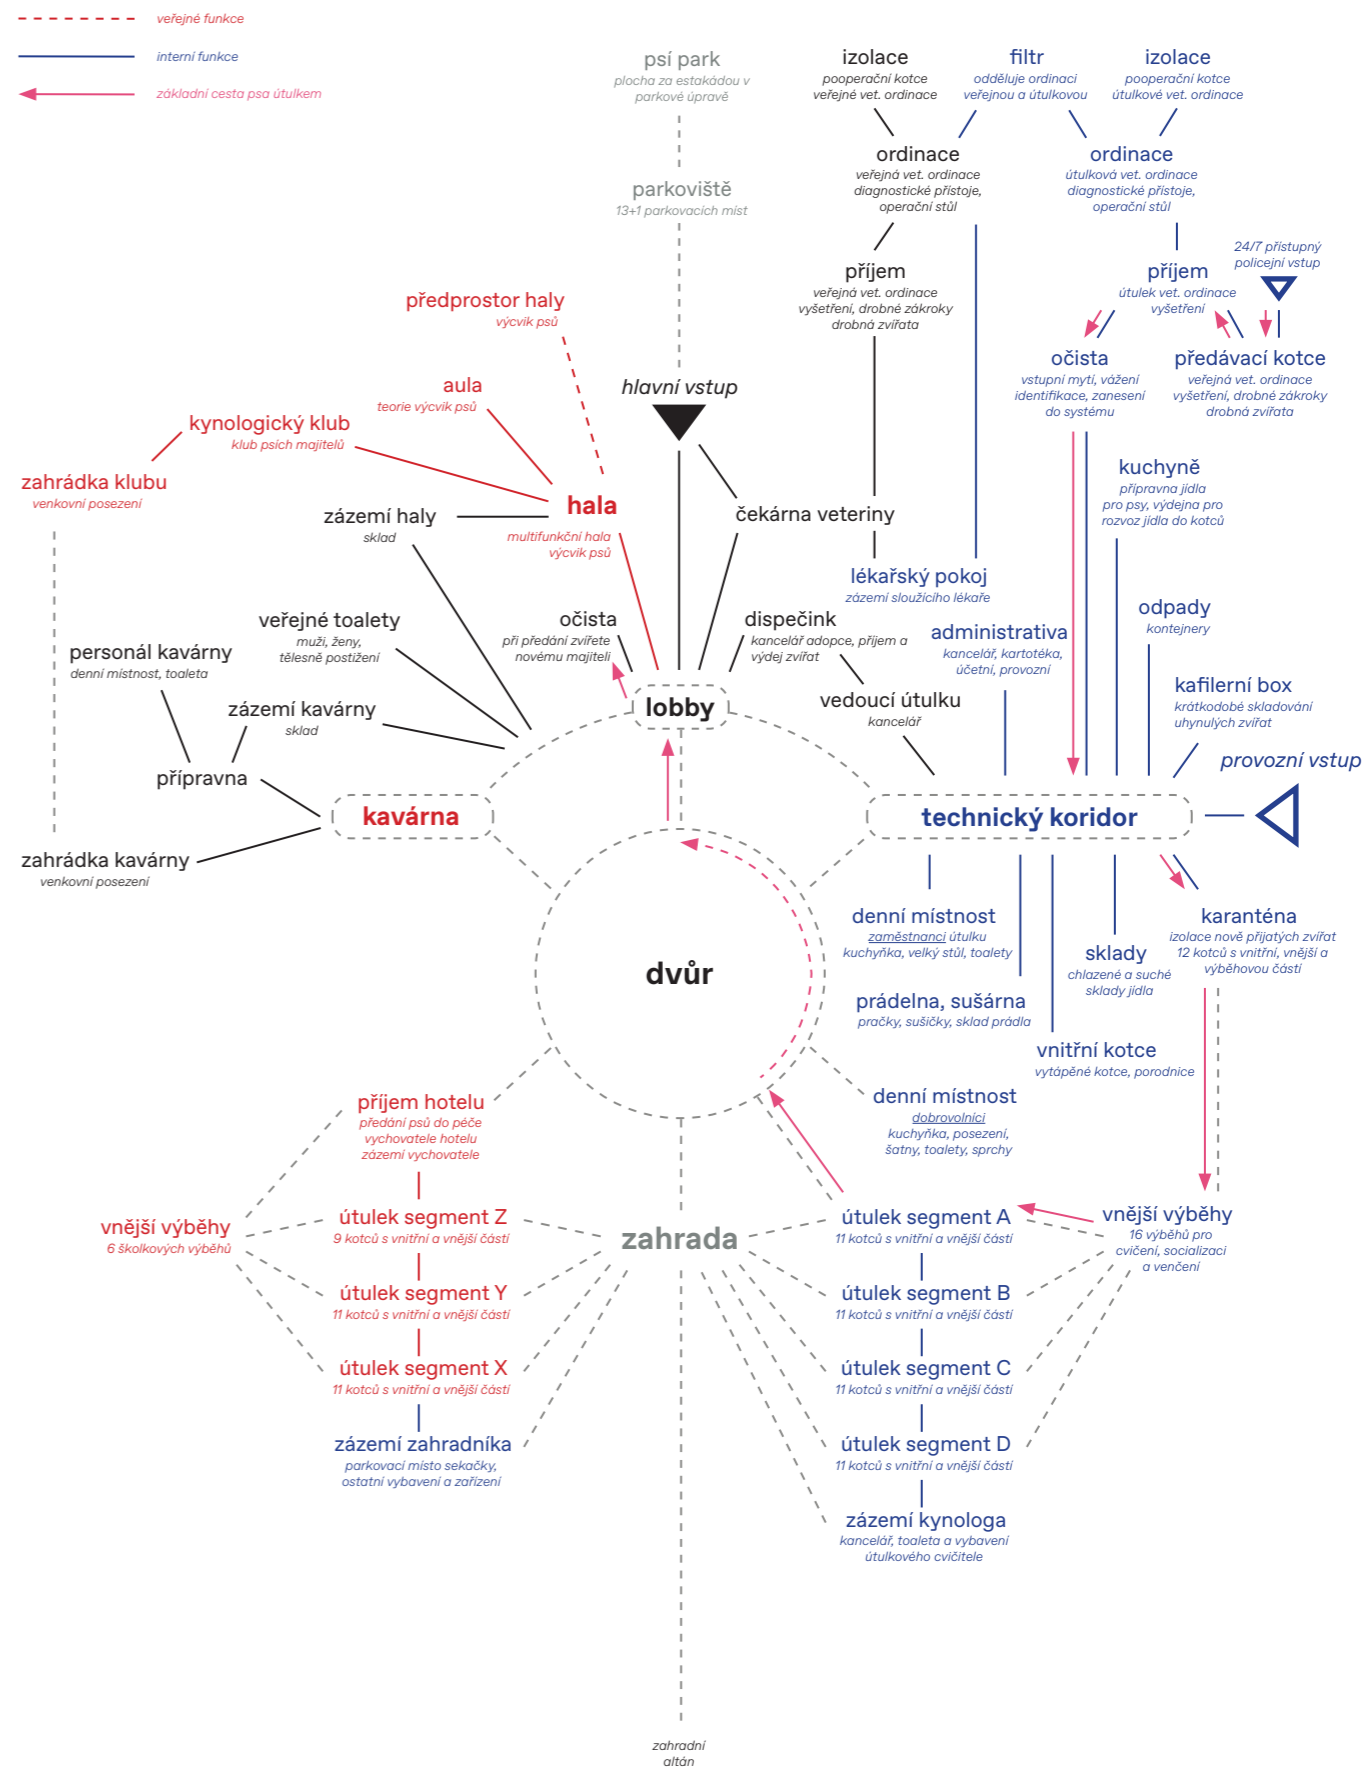 veřejné funkce
interní funkce
základní cesta psa útulkem
psí park
plocha za estakádou v
parkové úpravě
parkoviště
13+1 parkovacích míst
hlavní vstup
izolace
pooperační kotce
veřejné vet. ordinace
filtr
odděluje ordinaci
veřejnou a útulkovou
izolace
pooperační kotce
útulkové vet. ordinace
ordinace
veřejná vet. ordinace
diagnostické přístoje,
operační stůl
ordinace
útulková vet. ordinace
diagnostické přístoje,
operační stůl
příjem
veřejná vet. ordinace
vyšetření, drobné zákroky
drobná zvířata
příjem
útulek vet. ordinace
vyšetření
24/7 přístupný
policejní vstup
očista
vstupní mytí, vážení
identifikace, zanesení
do systému
předávací kotce
veřejná vet. ordinace
vyšetření, drobné zákroky
drobná zvířata
předprostor haly
výcvik psů
aula
teorie výcvik psů
kynologický klub
klub psích majitelů
zahrádka klubu
venkovní posezení
hala
multifunkční hala
výcvik psů
zázemí haly
sklad
čekárna veteriny
kuchyně
přípravna jídla
pro psy, výdejna pro
rozvoz jídla do kotců
lékařský pokoj
zázemí sloužícího lékaře
odpady
kontejnery
veřejné toalety
muži, ženy,
tělesně postižení
očista
při předání zvířete
novému majiteli
dispečink
kancelář adopce, příjem a
výdej zvířat
administrativa
kancelář, kartotéka,
účetní, provozní
personál kavárny
denní místnost, toaleta
zázemí kavárny
sklad
lobby
vedoucí útulku
kancelář
kafilerní box
krátkodobé skladování
uhynulých zvířat
přípravna
provozní vstup
kavárna
technický koridor
zahrádka kavárny
venkovní posezení
dvůr
denní místnost
zaměstnanci útulku
kuchyňka, velký stůl, toalety
sklady
chlazené a suché
sklady jídla
karanténa
izolace nově přijatých zvířat
12 kotců s vnitřní, vnější a
výběhovou částí
prádelna, sušárna
pračky, sušičky, sklad prádla
vnitřní kotce
vytápěné kotce, porodnice
denní místnost
dobrovolníci
kuchyňka, posezení,
šatny, toalety, sprchy
příjem hotelu
předání psů do péče
vychovatele hotelu
zázemí vychovatele
vnější výběhy
6 školkových výběhů
útulek segment Z
9 kotců s vnitřní a vnější částí
zahrada
útulek segment A
11 kotců s vnitřní a vnější částí
vnější výběhy
16 výběhů pro
cvičení, socializaci
a venčení
útulek segment Y
11 kotců s vnitřní a vnější částí
útulek segment B
11 kotců s vnitřní a vnější částí
útulek segment X
11 kotců s vnitřní a vnější částí
útulek segment C
11 kotců s vnitřní a vnější částí
zázemí zahradníka
parkovací místo sekačky,
ostatní vybavení a zařízení
útulek segment D
11 kotců s vnitřní a vnější částí
zázemí kynologa
kancelář, toaleta a vybavení
útulkového cvičitele
zahradní
altán